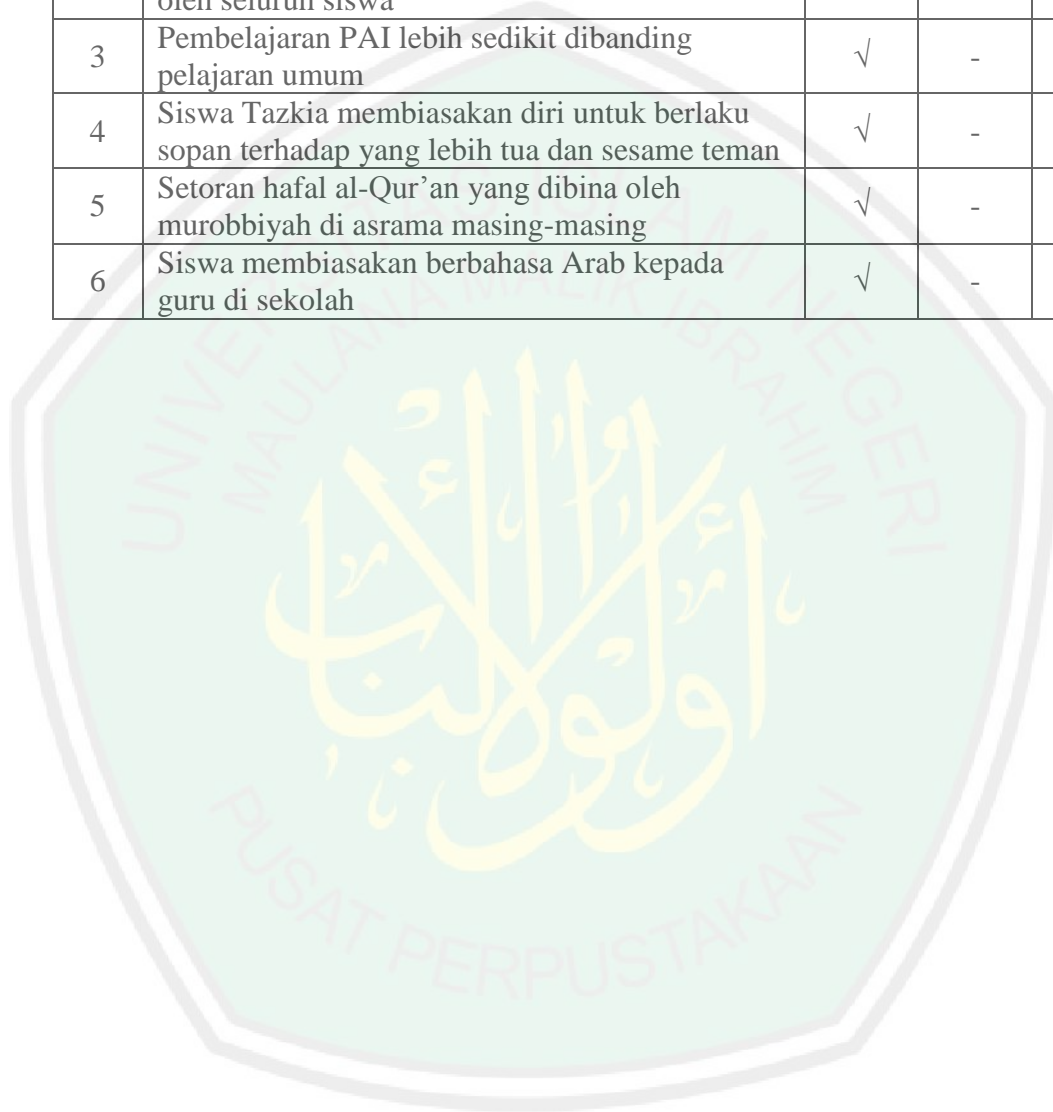 oleh seluruh siswa
3 Pembelajaran PAI lebih sedikit dibanding pelajaran umum √ -
4 Siswa Tazkia membiasakan diri untuk berlaku sopan terhadap yang lebih tua dan sesame teman √ -
5 Setoran hafal al-Qur'an yang dibina oleh murobbiyah di asrama masing-masing √ -
6 Siswa membiasakan berbahasa Arab kepada guru di sekolah √ -
UNIVERSITAS ISLAM NEGERI
MAULANA MALIK IBRAHIM
أولوا الألباب
PUSAT PERPUSTAKAAN